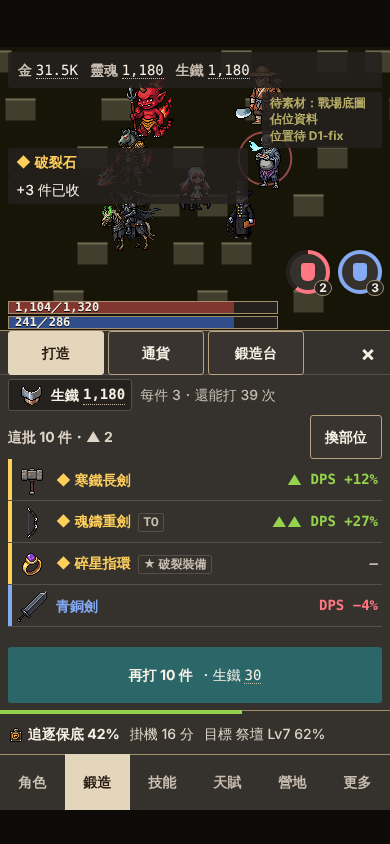 金 31.5K 靈魂 1,180 生鐵 1,180
待素材：戰場底圖
佔位資料
位置待 D1-fix
◆ 破裂石
+3 件已收
2
3
1,104／1,320
241／286
打造 通貨 鍛造台 ×
生鐵 1,180 每件 3・還能打 39 次
這批 10 件・▲ 2 換部位
◆ 寒鐵長劍 ▲ DPS +12%
◆ 魂鑄重劍 T0 ▲▲ DPS +27%
◆ 碎星指環 ★ 破裂裝備 —
青銅劍 DPS −4%
再打 10 件 ・生鐵 30
追逐保底 42% 掛機 16 分 目標 祭壇 Lv7 62%
角色 鍛造 技能 天賦 營地 更多